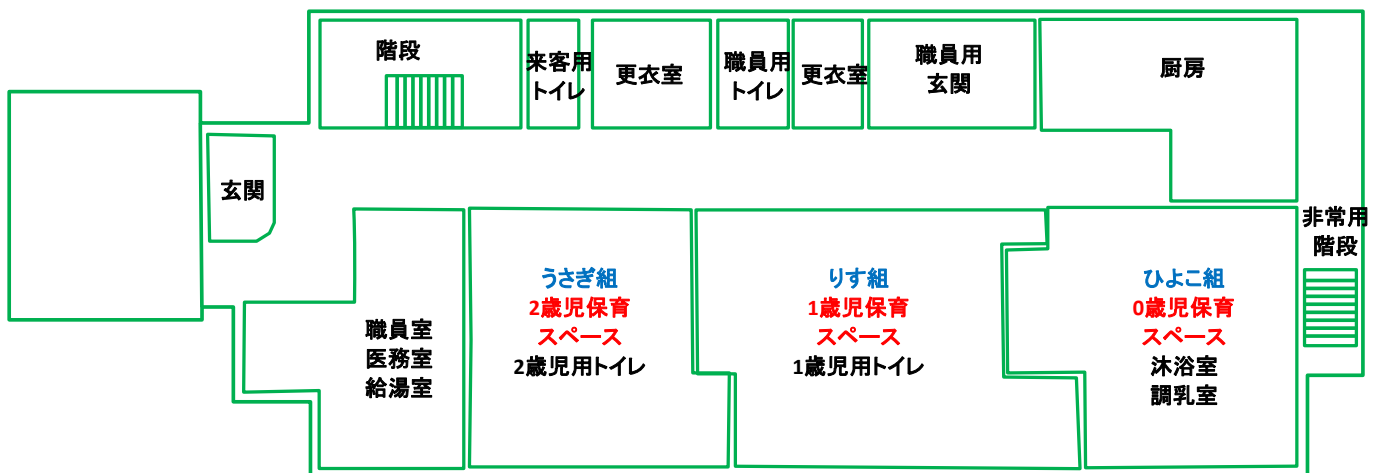 階段
来客用
トイレ
更衣室
職員用
トイレ
更衣室
職員用
玄関
厨房
玄関
非常用
階段
職員室
医務室
給湯室
うさぎ組
2歳児保育
スペース
2歳児用トイレ
りす組
1歳児保育
スペース
1歳児用トイレ
ひよこ組
0歳児保育
スペース
沐浴室
調乳室